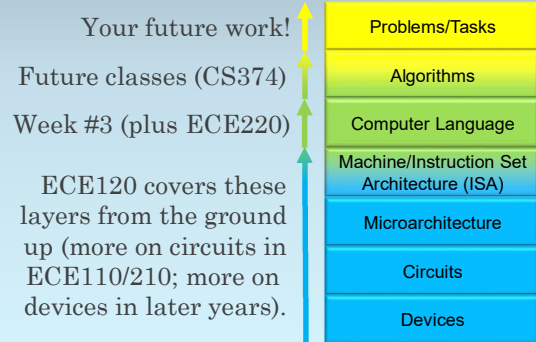 Your future work!
Problems/Tasks
Future classes (CS374)
Algorithms
Week #3 (plus ECE220)
Computer Language
Machine/Instruction Set
Architecture (ISA)
ECE120 covers these
layers from the ground
up (more on circuits in
ECE110/210; more on
devices in later years).
Microarchitecture
Circuits
Devices